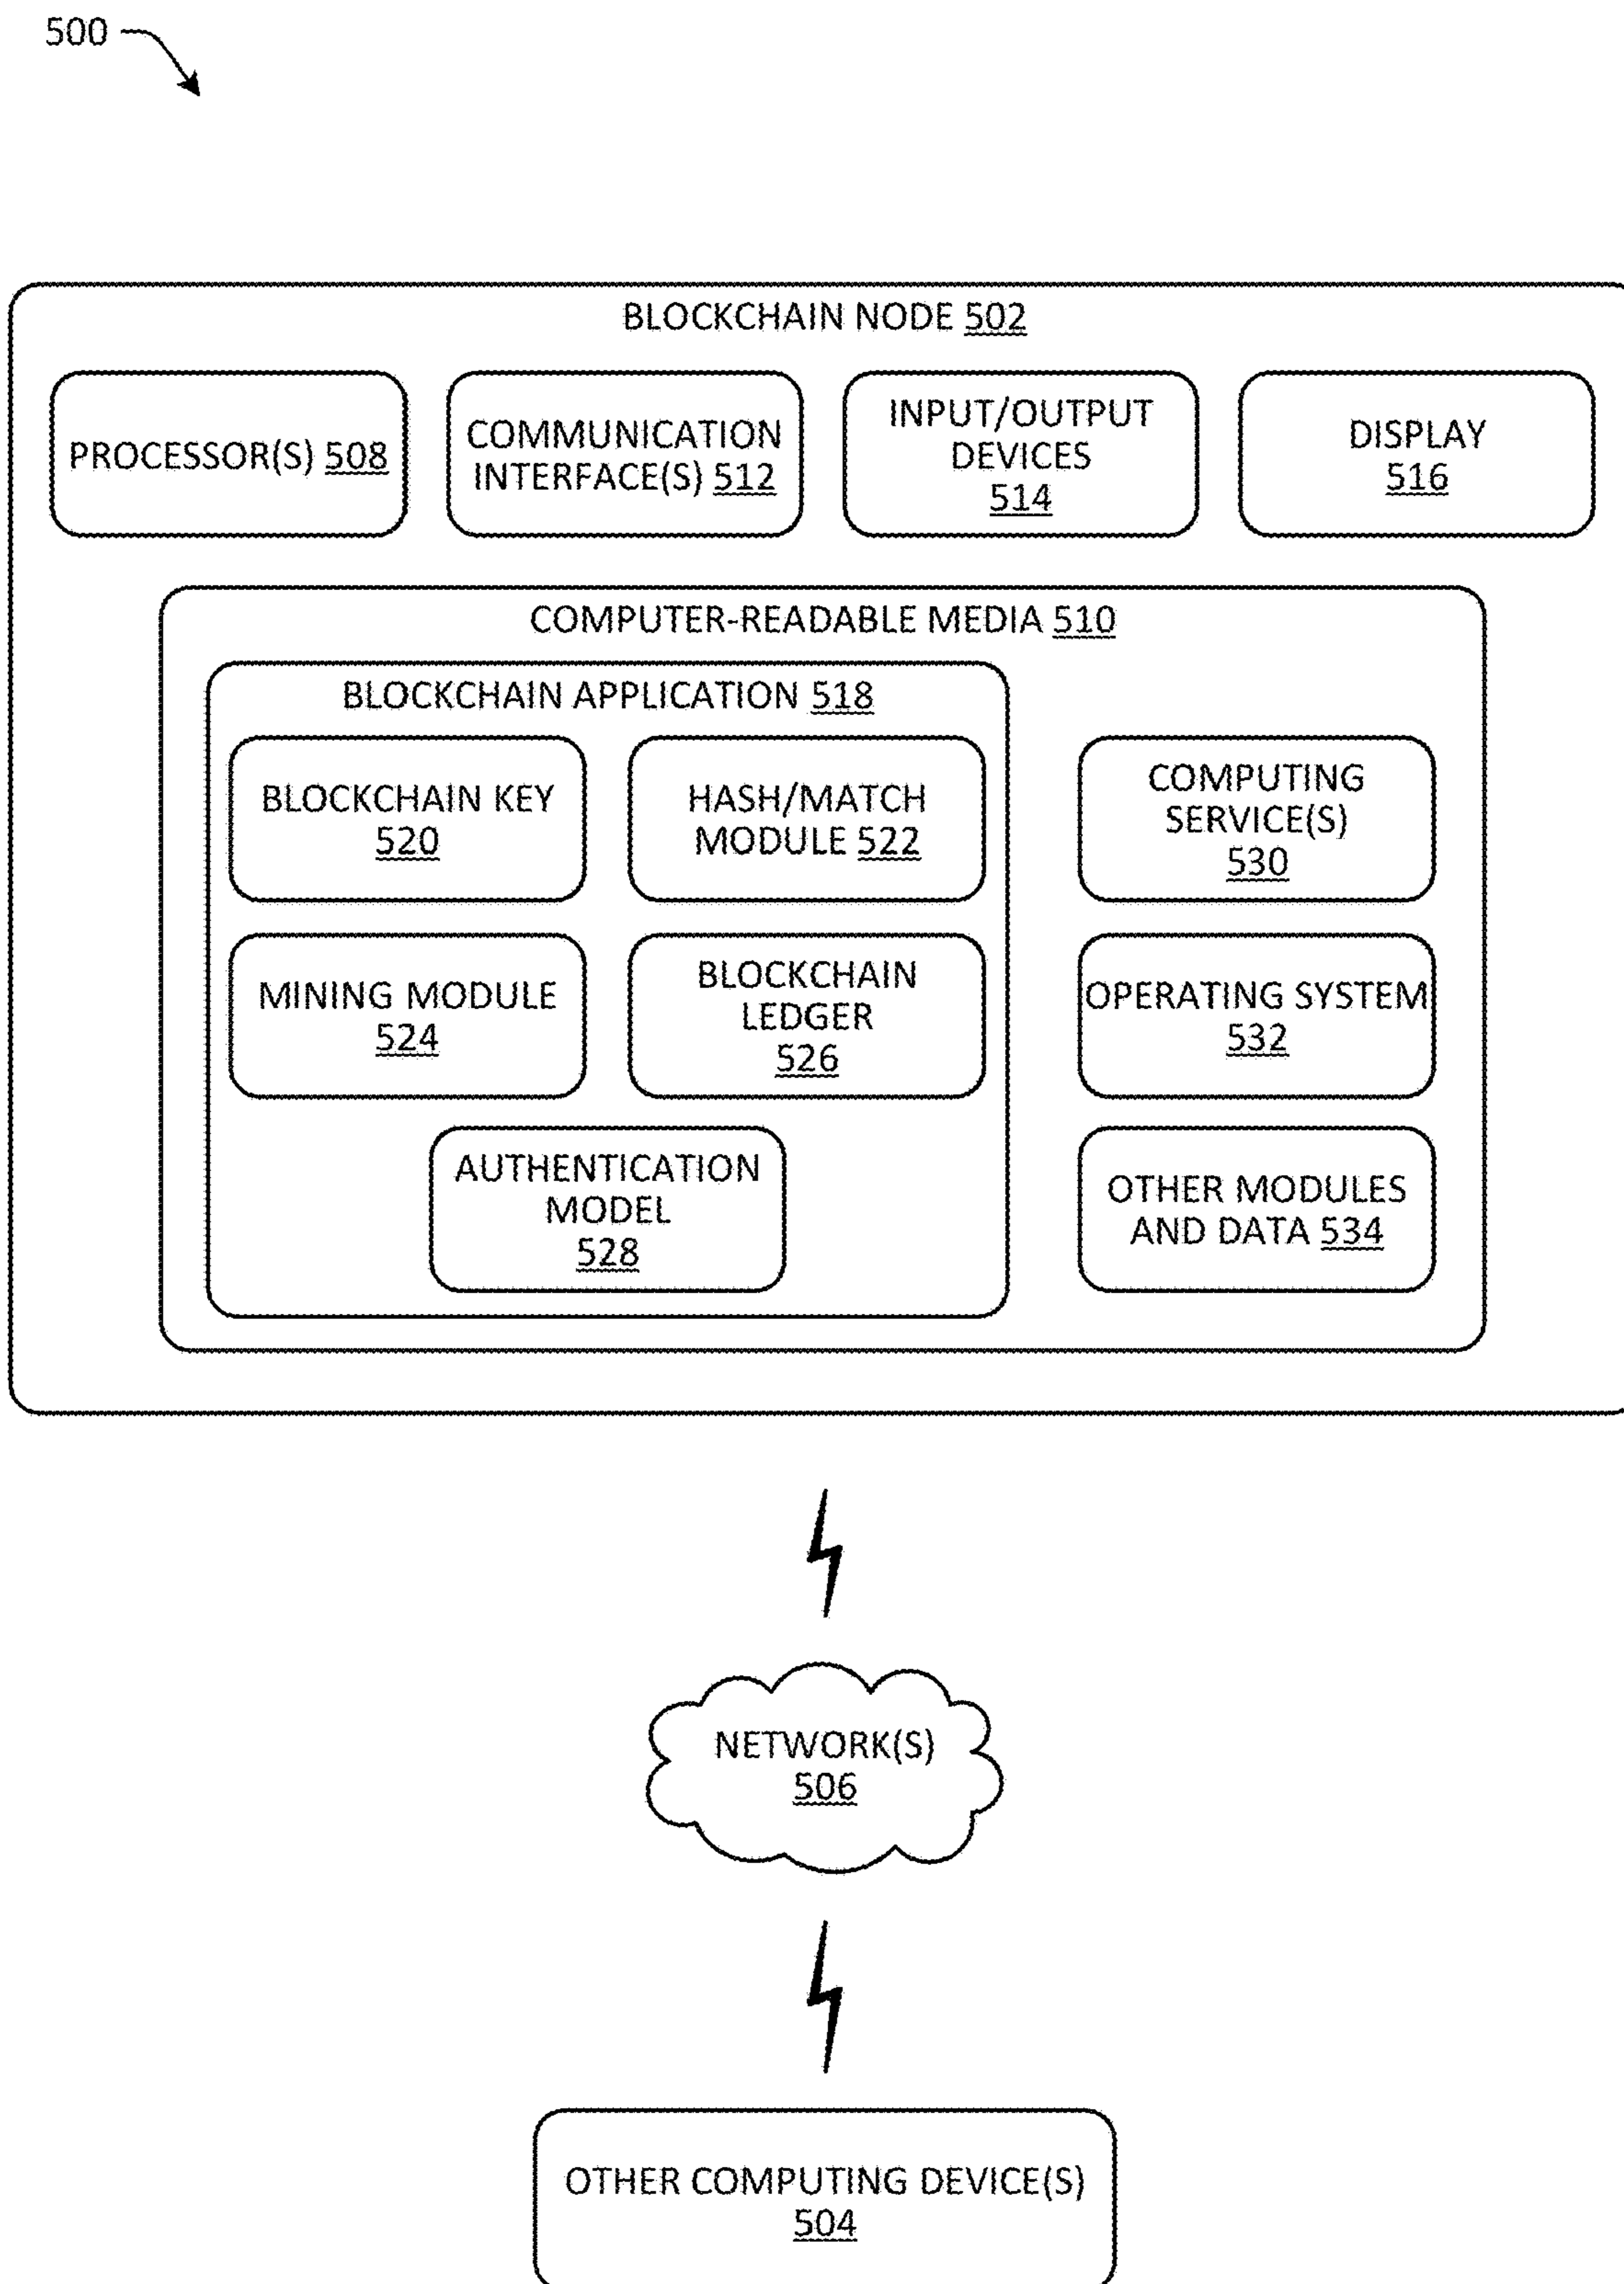 500
BLOCKCHAIN NODE 502
PROCESSOR(S) 508
COMMUNICATION
INTERFACE(S) 512
INPUT/OUTPUT
DEVICES
514
DISPLAY
516
COMPUTER-READABLE MEDIA 510
BLOCKCHAIN APPLICATION 518
BLOCKCHAIN KEY
520
HASH/MATCH
MODULE 522
COMPUTING
SERVICE(S)
530
MINING MODULE
524
BLOCKCHAIN
LEDGER
526
OPERATING SYSTEM
532
AUTHENTICATION
MODEL
528
OTHER MODULES
AND DATA 534
NETWORK(S)
506
OTHER COMPUTING DEVICE(S)
504